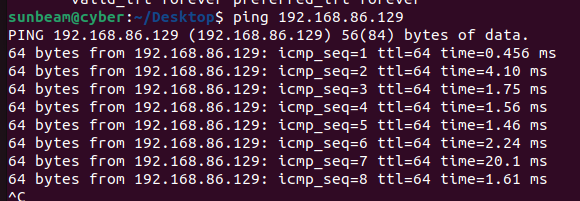 valid_lft forever preferred_lft forever
sunbeam@cyber:~/Desktop$ ping 192.168.86.129
PING 192.168.86.129 (192.168.86.129) 56(84) bytes of data.
64 bytes from 192.168.86.129: icmp_seq=1 ttl=64 time=0.456 ms
64 bytes from 192.168.86.129: icmp_seq=2 ttl=64 time=4.10 ms
64 bytes from 192.168.86.129: icmp_seq=3 ttl=64 time=1.75 ms
64 bytes from 192.168.86.129: icmp_seq=4 ttl=64 time=1.56 ms
64 bytes from 192.168.86.129: icmp_seq=5 ttl=64 time=1.46 ms
64 bytes from 192.168.86.129: icmp_seq=6 ttl=64 time=2.24 ms
64 bytes from 192.168.86.129: icmp_seq=7 ttl=64 time=20.1 ms
64 bytes from 192.168.86.129: icmp_seq=8 ttl=64 time=1.61 ms
^C